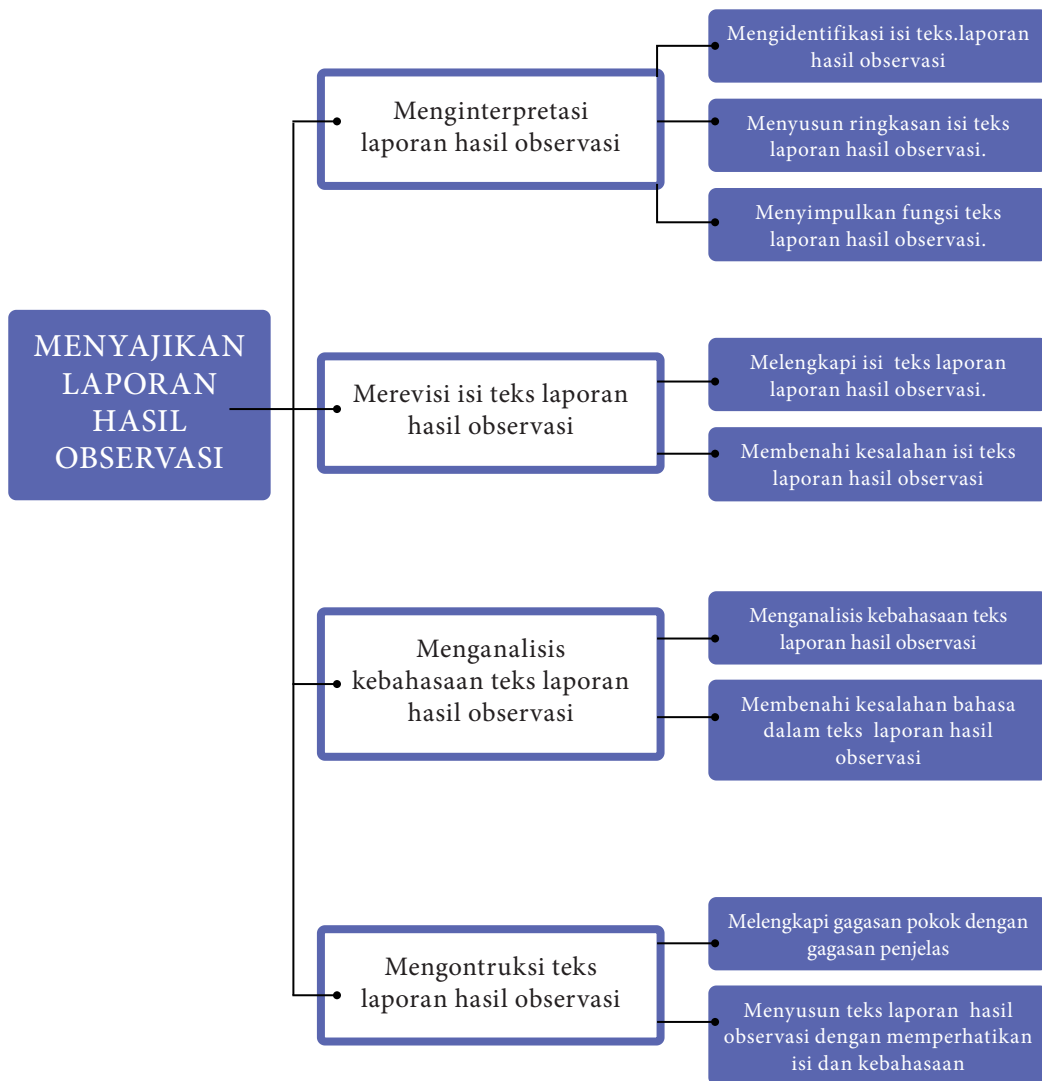 MENYAJIKAN
LAPORAN
HASIL
OBSERVASI
Menginterpretasi
laporan hasil observasi
Mengidentifikasi isi teks.laporan
hasil observasi
Menyusun ringkasan isi teks
laporan hasil observasi.
Menyimpulkan fungsi teks
laporan hasil observasi.
Merevisi isi teks laporan
hasil observasi
Melengkapi isi teks laporan
laporan hasil observasi.
Membenahi kesalahan isi teks
laporan hasil observasi
Menganalisis
kebahasaan teks laporan
hasil observasi
Menganalisis kebahasaan teks
laporan hasil observasi
Membenahi kesalahan bahasa
dalam teks laporan hasil
observasi
Mengontruksi teks
laporan hasil observasi
Melengkapi gagasan pokok dengan
gagasan penjelas
Menyusun teks laporan hasil
observasi dengan memperhatikan
isi dan kebahasaan